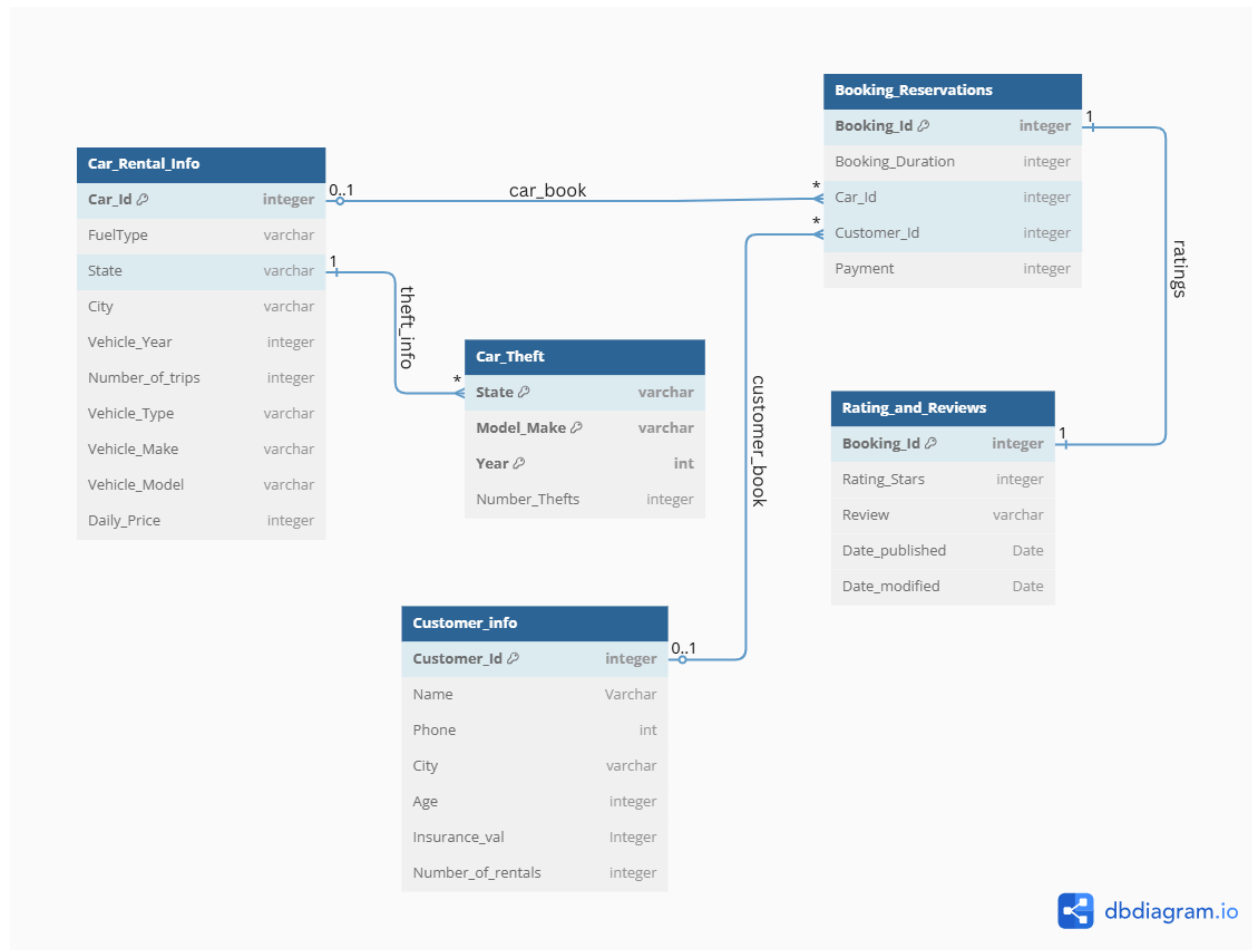 Booking_Reservations
Booking_Id integer
Booking_Duration integer
Car_Id integer
Customer_Id integer
Payment integer
1
*
*
Car_Rental_Info
Car_Id integer
FuelType varchar
State varchar
City varchar
Vehicle_Year integer
Number_of_trips integer
Vehicle_Type varchar
Vehicle_Make varchar
Vehicle_Model varchar
Daily_Price integer
0..1
car_book
1
theft_info
*
ratings
Car_Theft
State varchar
Model_Make varchar
Year int
Number_Thefts integer
customer_book
Rating_and_Reviews
Booking_Id integer
Rating_Stars integer
Review varchar
Date_published Date
Date_modified Date
1
Customer_info
Customer_Id integer
Name Varchar
Phone int
City varchar
Age integer
Insurance_val Integer
Number_of_rentals integer
0..1
dbdiagram.io